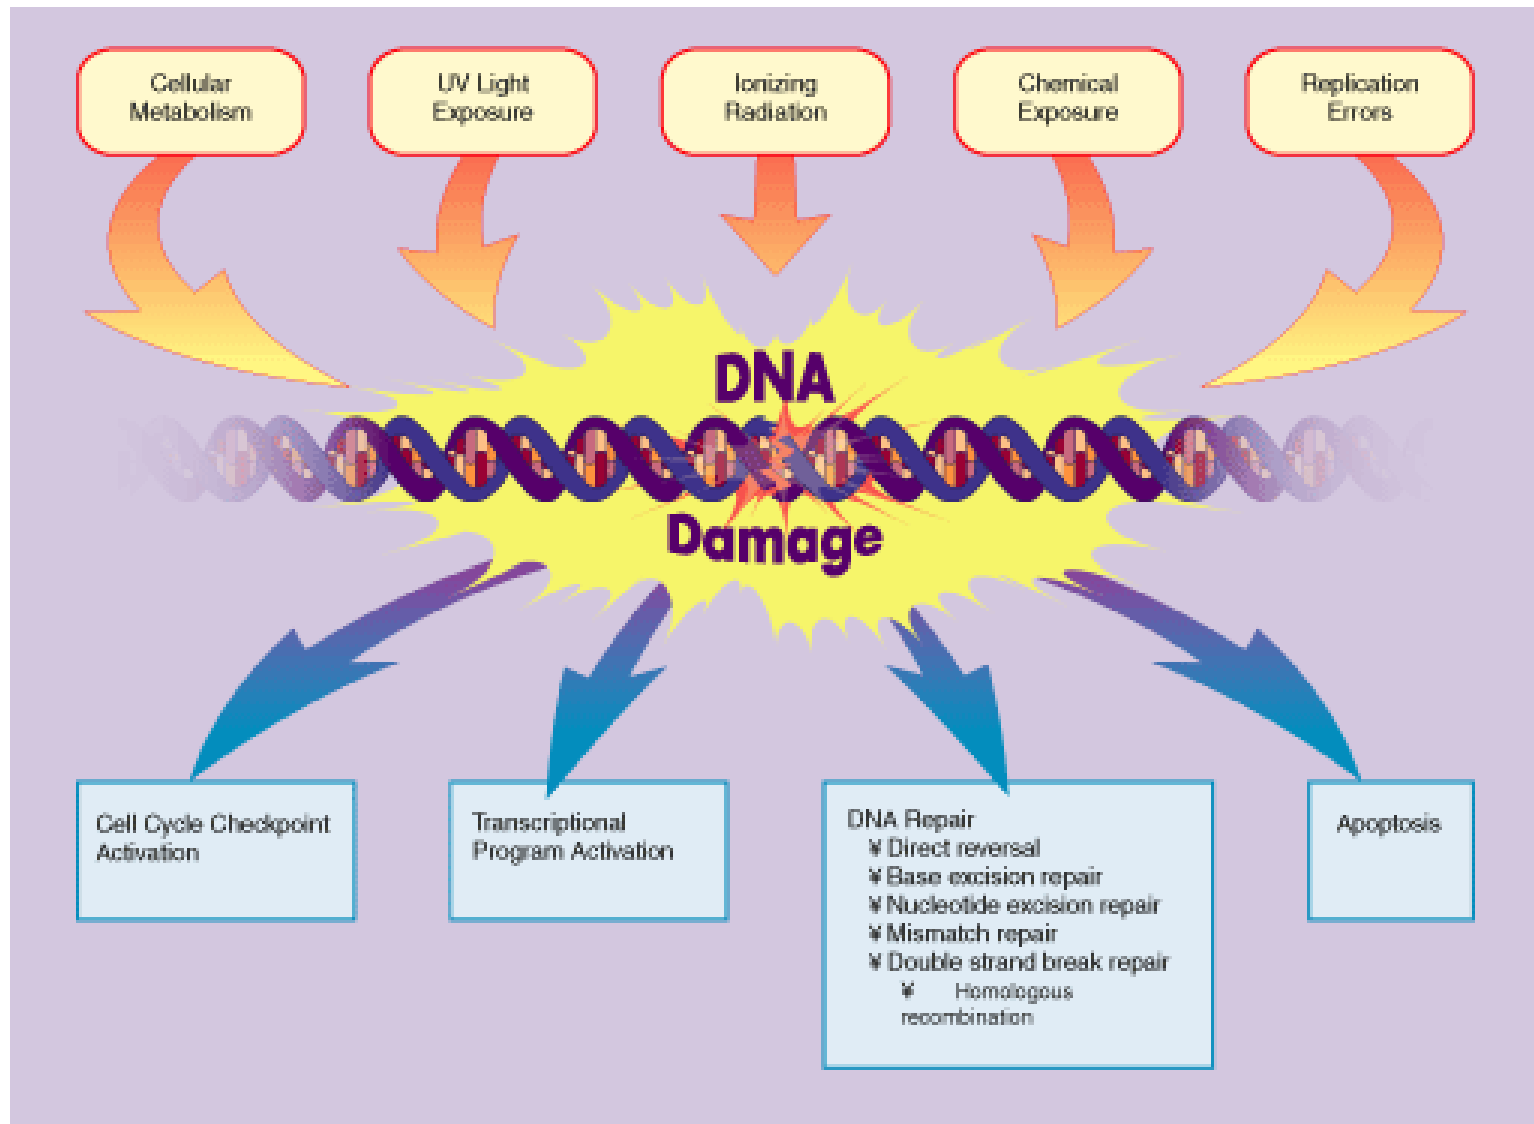 Cellular
Metabolism
UV Light
Exposure
Ionizing
Radiation
Chemical
Exposure
Replication
Errors
DNA
Damage
Cell Cycle Checkpoint
Activation
Transcriptional
Program Activation
DNA Repair
¥ Direct reversal
¥ Base excision repair
¥ Nucleotide excision repair
¥ Mismatch repair
¥ Double strand break repair
¥ Homologous
recombination
Apoptosis